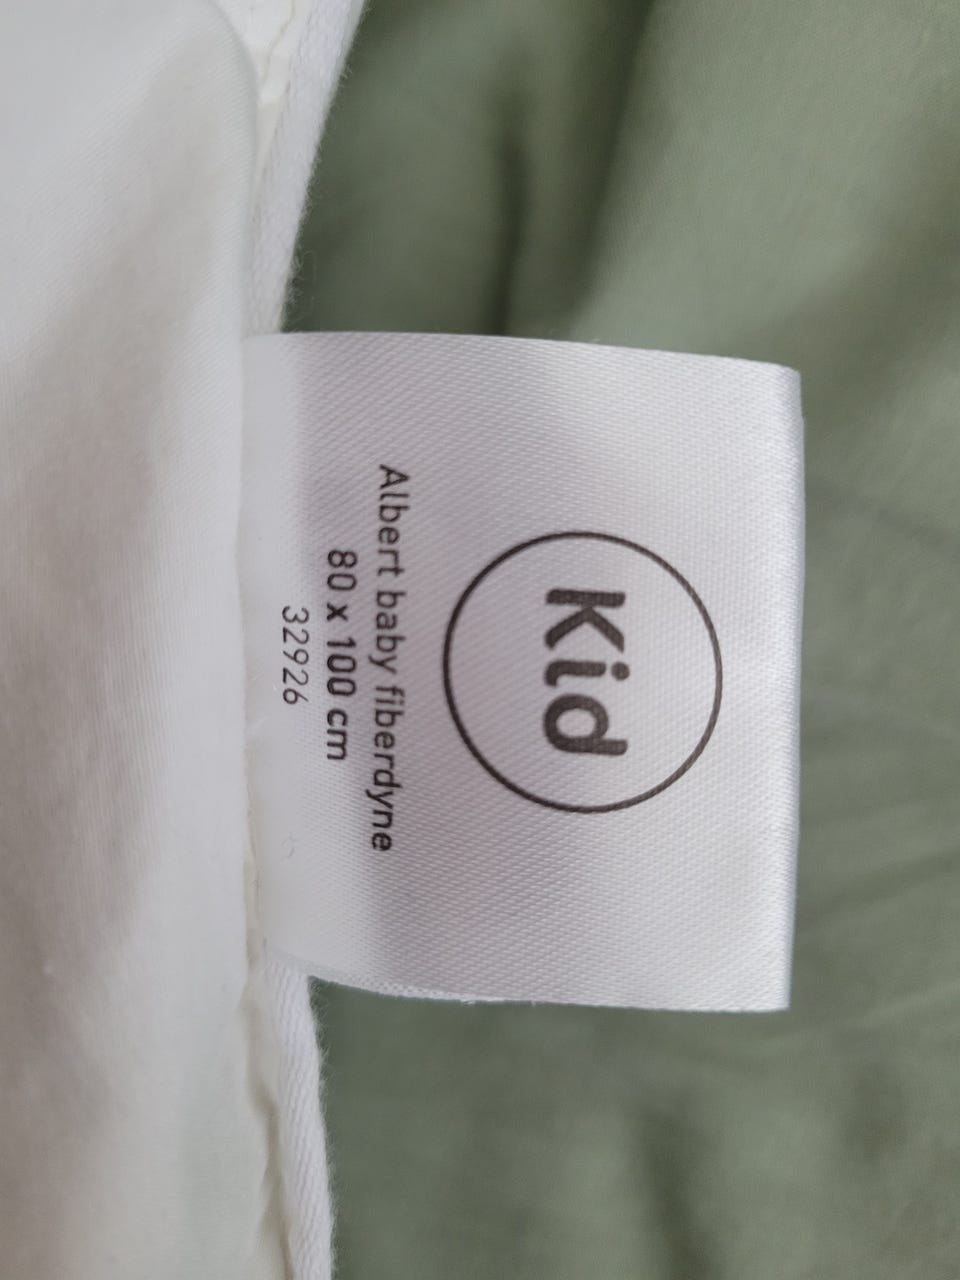 Kid
Albert baby fiberdyne
80 x 100 cm
32926